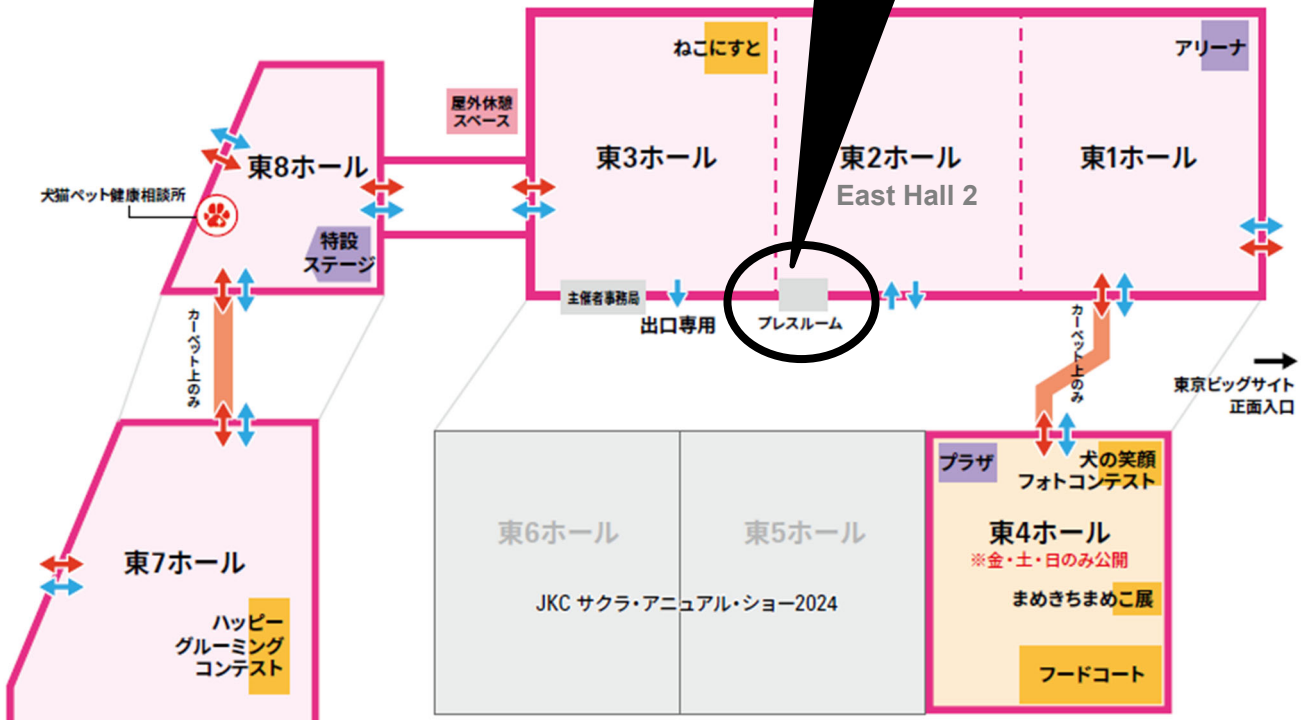 ねこにすと
アリーナ
屋外休憩
スペース
東3ホール
東2ホール
East Hall 2
東1ホール
東8ホール
犬猫ペット健康相談所
特設
ステージ
主催者事務局
出口専用
プレスルーム
カーペット上のみ
カーペット上のみ
東京ビッグサイト
正面入口
プラザ
犬の笑顔
フォトコンテスト
東6ホール
東5ホール
東4ホール
※金・土・日のみ公開
東7ホール
JKC サクラ・アニュアル・ショー2024
まめきちまめこ展
ハッピー
グルーミング
コンテスト
フードコート